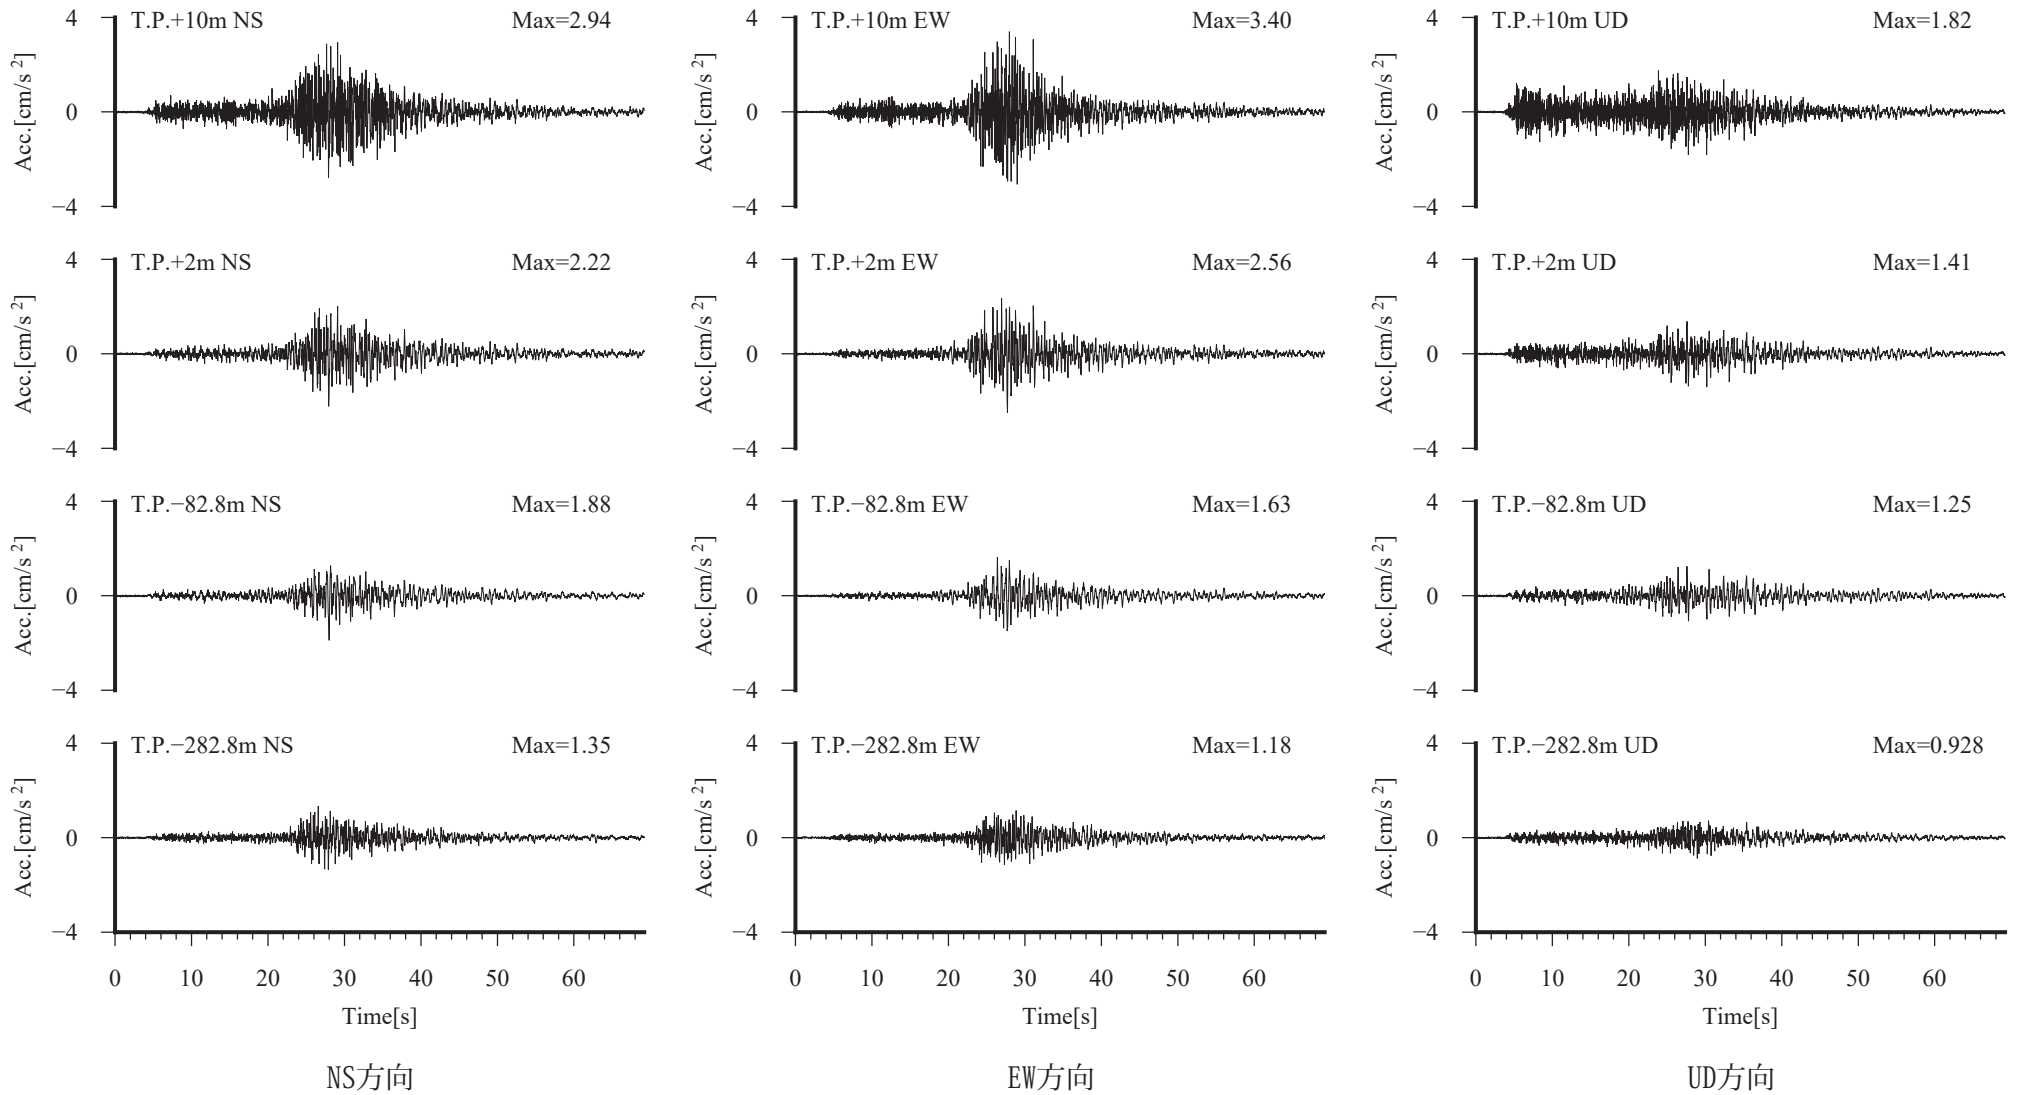 T.P.+10m NS Max=2.94
4
0
−4
Acc.[cm/s²]
T.P.+2m NS Max=2.22
4
0
−4
Acc.[cm/s²]
T.P.−82.8m NS Max=1.88
4
0
−4
Acc.[cm/s²]
T.P.−282.8m NS Max=1.35
4
0
−4
Acc.[cm/s²]
0 10 20 30 40 50 60
Time[s]
NS方向
T.P.+10m EW Max=3.40
4
0
−4
Acc.[cm/s²]
T.P.+2m EW Max=2.56
4
0
−4
Acc.[cm/s²]
T.P.−82.8m EW Max=1.63
4
0
−4
Acc.[cm/s²]
T.P.−282.8m EW Max=1.18
4
0
−4
Acc.[cm/s²]
0 10 20 30 40 50 60
Time[s]
EW方向
T.P.+10m UD Max=1.82
4
0
−4
Acc.[cm/s²]
T.P.+2m UD Max=1.41
4
0
−4
Acc.[cm/s²]
T.P.−82.8m UD Max=1.25
4
0
−4
Acc.[cm/s²]
T.P.−282.8m UD Max=0.928
4
0
−4
Acc.[cm/s²]
0 10 20 30 40 50 60
Time[s]
UD方向